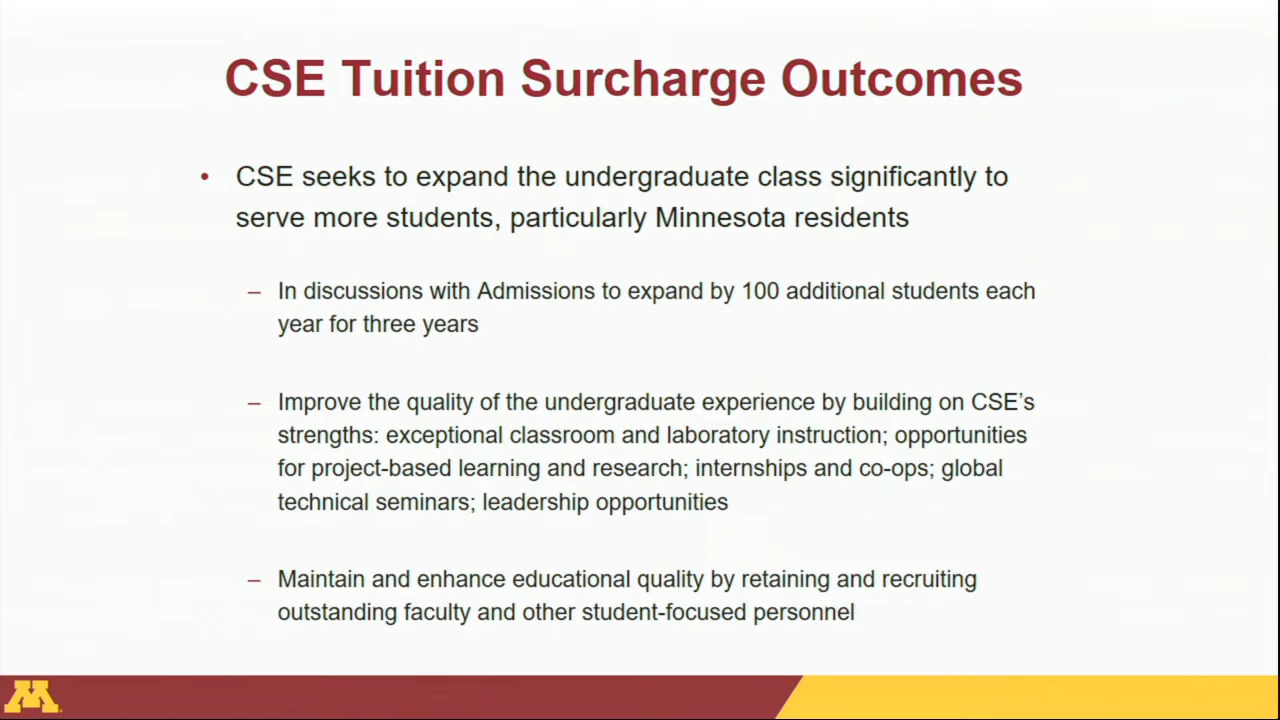 CSE Tuition Surcharge Outcomes
• CSE seeks to expand the undergraduate class significantly to
serve more students, particularly Minnesota residents
– In discussions with Admissions to expand by 100 additional students each
year for three years
– Improve the quality of the undergraduate experience by building on CSE’s
strengths: exceptional classroom and laboratory instruction; opportunities
for project-based learning and research; internships and co-ops; global
technical seminars; leadership opportunities
– Maintain and enhance educational quality by retaining and recruiting
outstanding faculty and other student-focused personnel
M